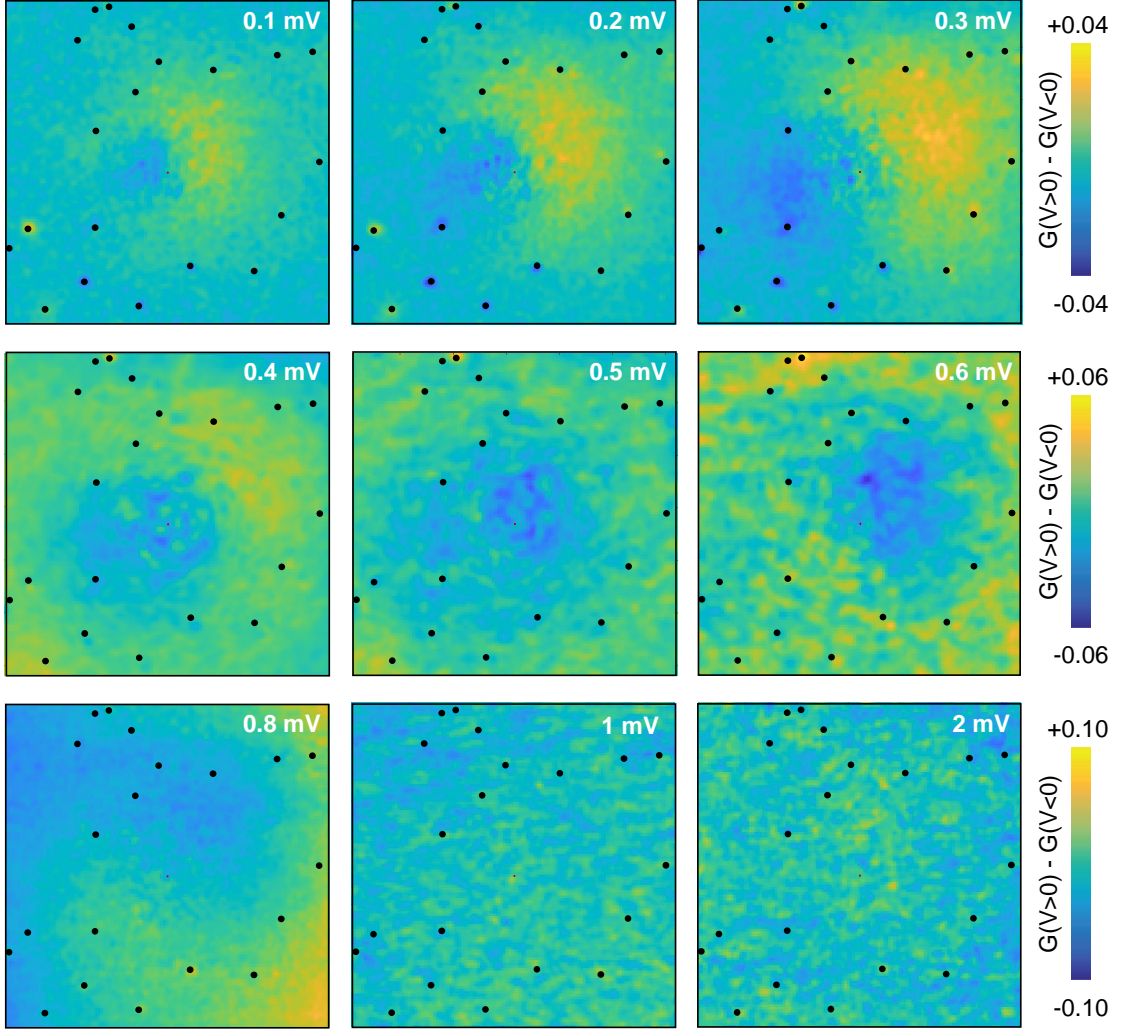 0.1 mV
0.2 mV
0.3 mV
+0.04
G(V>0) - G(V<0)
-0.04
0.4 mV
0.5 mV
0.6 mV
+0.06
G(V>0) - G(V<0)
-0.06
0.8 mV
1 mV
2 mV
+0.10
G(V>0) - G(V<0)
-0.10